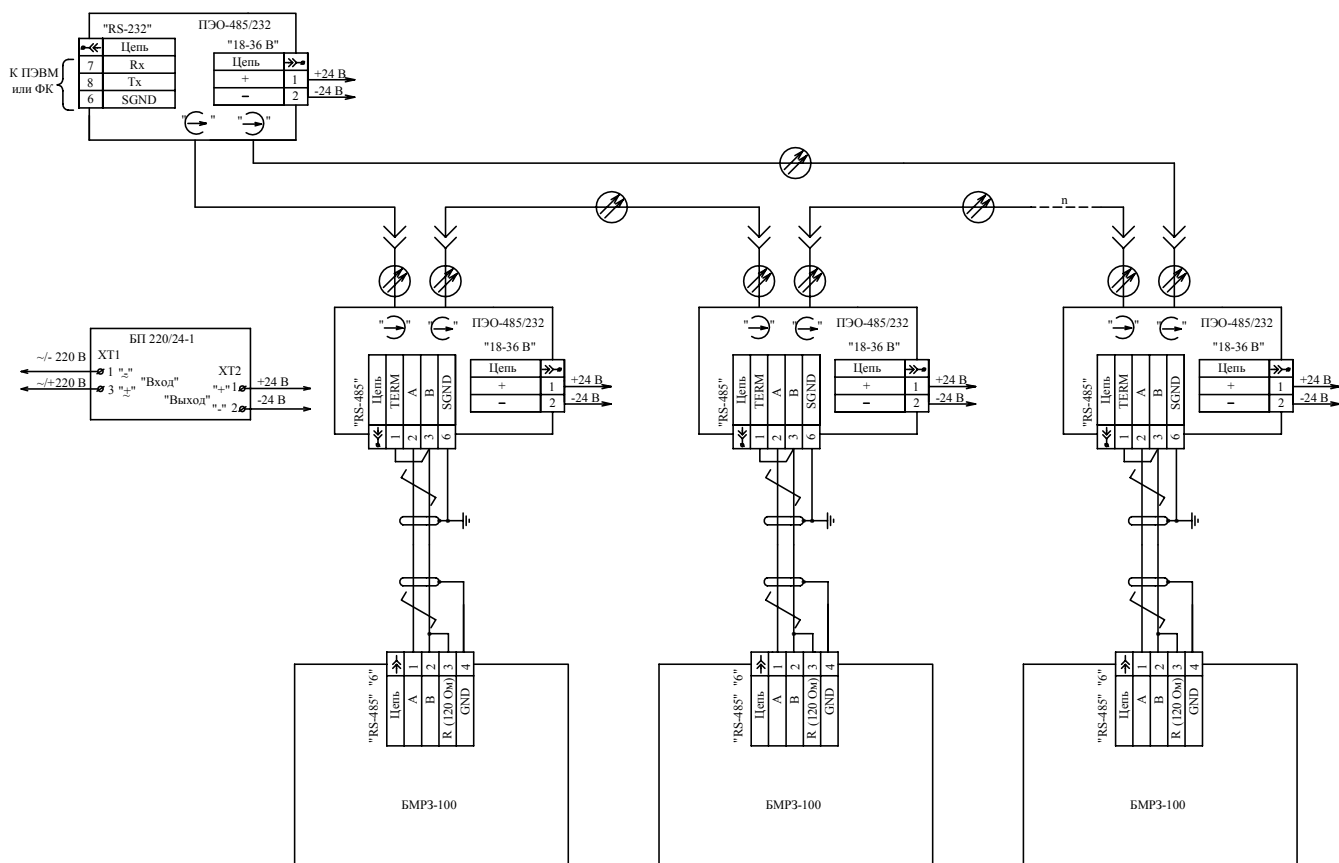 "RS-232"
ПЭО-485/232
"18-36 В"
Цепь
7 Rx
8 Tx
6 SGND
К ПЭВМ
или ФК
Цепь
+ 1 +24 В
− 2 -24 В
" "
" "
n
БП 220/24-1
~/- 220 В
XT1
1 "~"
~/+220 В
3 "±"
"Вход"
"Выход"
XT2
"+" 1 +24 В
"-" 2 -24 В
" "
" "
ПЭО-485/232
"18-36 В"
Цепь
+ 1 +24 В
− 2 -24 В
"RS-485"
Цепь
TERM
A
B
SGND
1 2 3 6
" "
" "
ПЭО-485/232
"18-36 В"
Цепь
+ 1 +24 В
− 2 -24 В
"RS-485"
Цепь
TERM
A
B
SGND
1 2 3 6
" "
" "
ПЭО-485/232
"18-36 В"
Цепь
+ 1 +24 В
− 2 -24 В
"RS-485"
Цепь
TERM
A
B
SGND
1 2 3 6
"RS-485" "6"
1 2 3 4
Цепь
A
B
R (120 Ом)
GND
БМРЗ-100
"RS-485" "6"
1 2 3 4
Цепь
A
B
R (120 Ом)
GND
БМРЗ-100
"RS-485" "6"
1 2 3 4
Цепь
A
B
R (120 Ом)
GND
БМРЗ-100